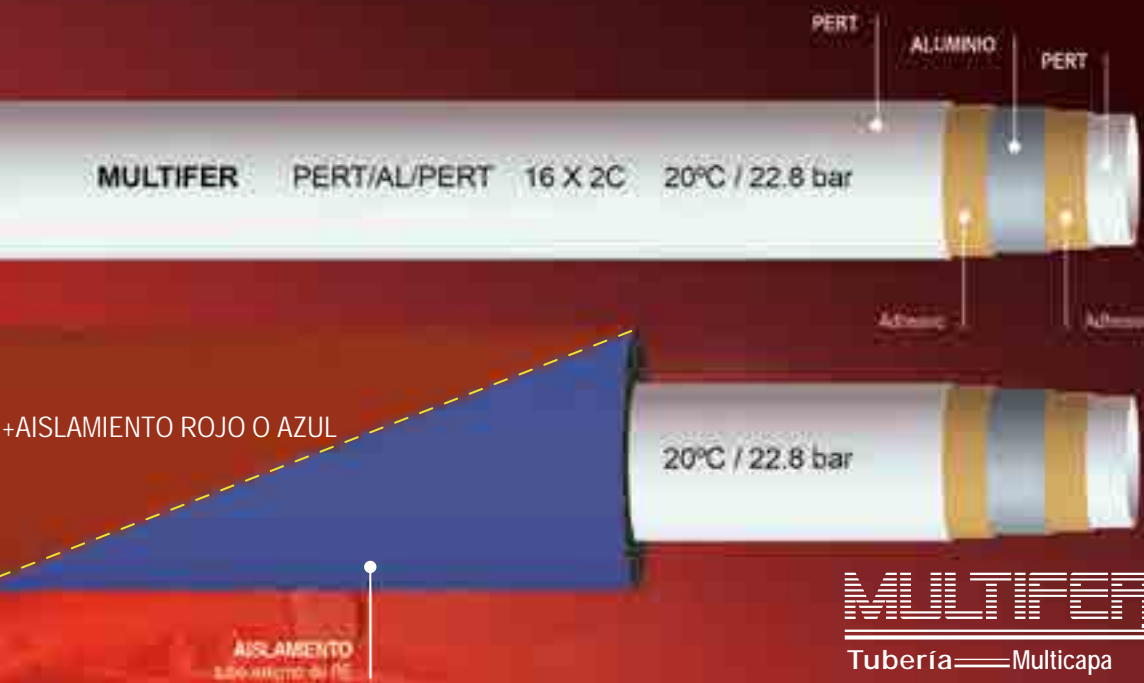 PERT
ALUMINIO
PERT
MULTIFER PERT/AL/PERT 16 X 2C 20ºC / 22.8 bar
+AISLAMIENTO ROJO O AZUL
20ºC / 22.8 bar
AISLAMIENTO
MULTIFER
Tubería Multicapa